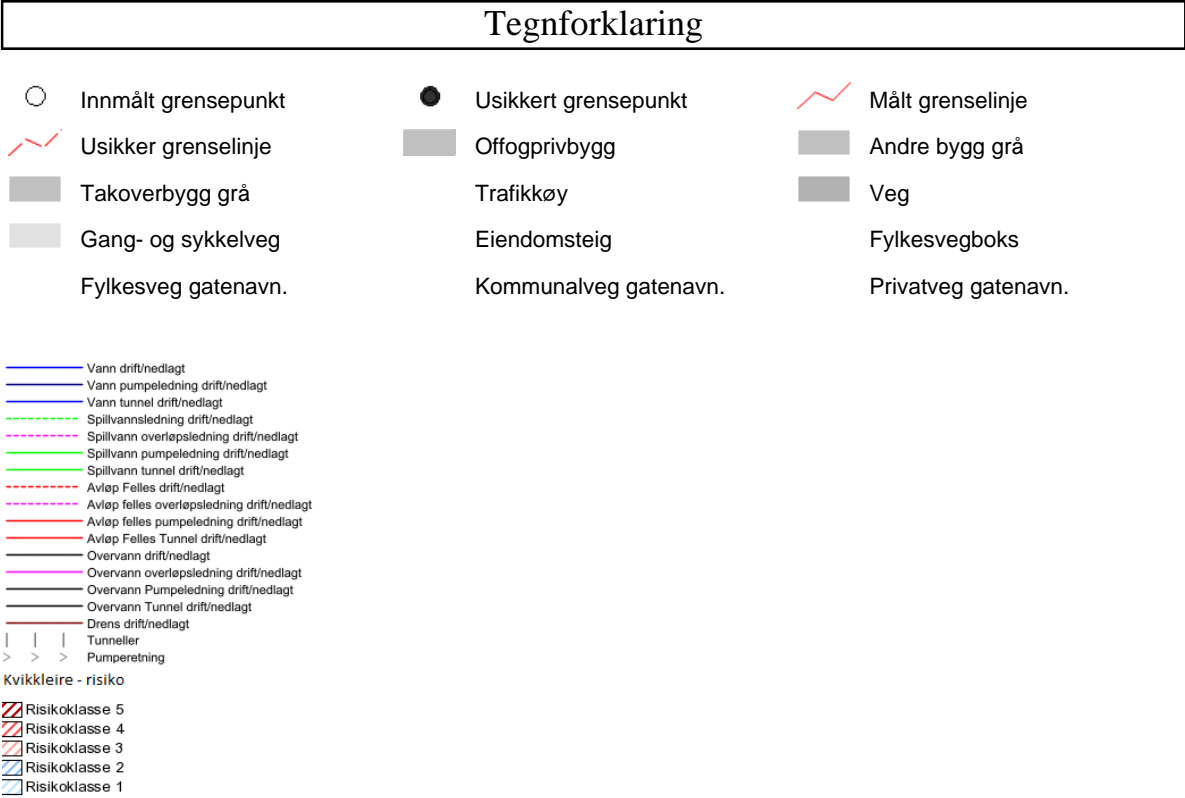 Tegnforklaring
Innmålt grensepunkt Usikkert grensepunkt Målt grenselinje
Usikker grenselinje Offogprivbygg Andre bygg grå
Takoverbygg grå Trafikkøy Veg
Gang- og sykkelveg Eiendomsteig Fylkesvegboks
Fylkesveg gatenavn. Kommunalveg gatenavn. Privatveg gatenavn.
Vann drift/nedlagt
Vann pumpeledning drift/nedlagt
Vann tunnel drift/nedlagt
Spillvannsledning drift/nedlagt
Spillvann overløpsledning drift/nedlagt
Spillvann pumpeledning drift/nedlagt
Spillvann tunnel drift/nedlagt
Avløp Felles drift/nedlagt
Avløp felles overløpsledning drift/nedlagt
Avløp felles pumpeledning drift/nedlagt
Avløp Felles Tunnel drift/nedlagt
Overvann drift/nedlagt
Overvann overløpsledning drift/nedlagt
Overvann Pumpeledning drift/nedlagt
Overvann Tunnel drift/nedlagt
Drens drift/nedlagt
Tunneller
Pumperetning
Kvikkleire - risiko
Risikoklasse 5
Risikoklasse 4
Risikoklasse 3
Risikoklasse 2
Risikoklasse 1